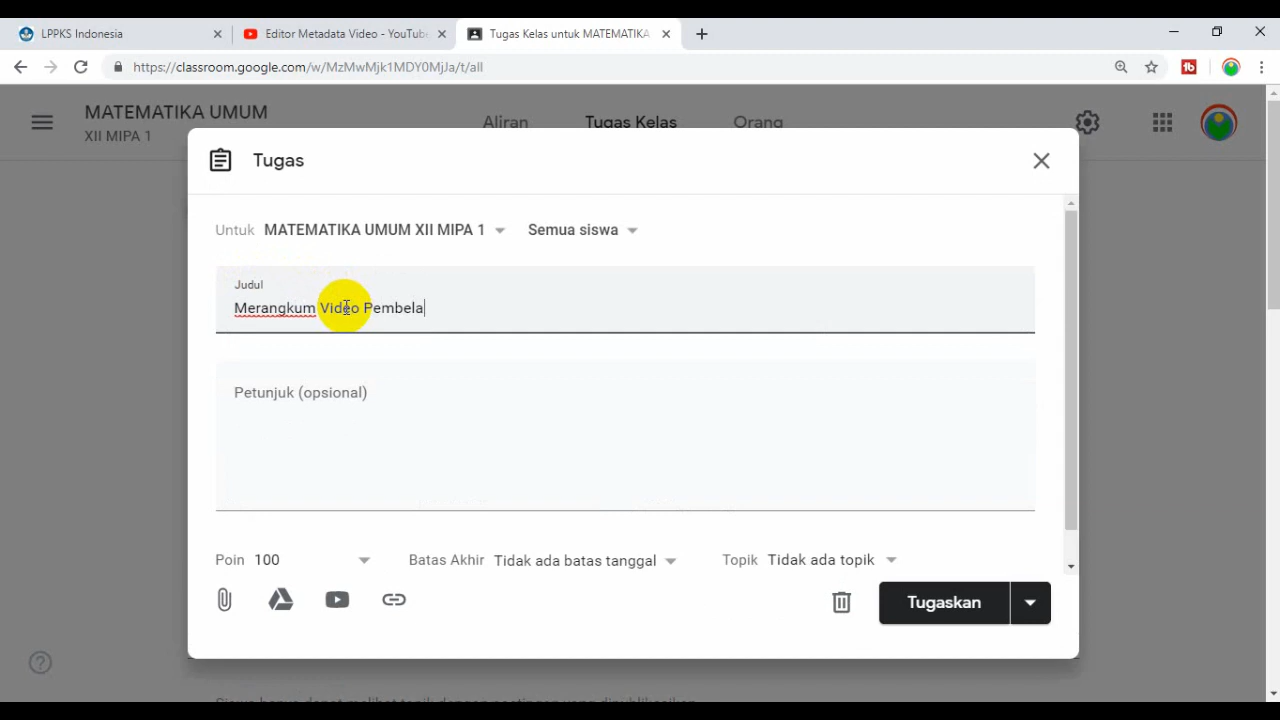 LPPKS Indonesia
Editor Metadata Video - YouTube
Tugas Kelas untuk MATEMATIKA
https://classroom.google.com/w/MzMwMjk1MDY0MjJa/t/all
MATEMATIKA UMUM
XII MIPA 1
Aliran
Tugas Kelas
Orang
Tugas
Untuk MATEMATIKA UMUM XII MIPA 1 Semua siswa
Judul
Merangkum Video Pembela
Petunjuk (opsional)
Poin 100 Batas Akhir Tidak ada batas tanggal Topik Tidak ada topik
Tugaskan